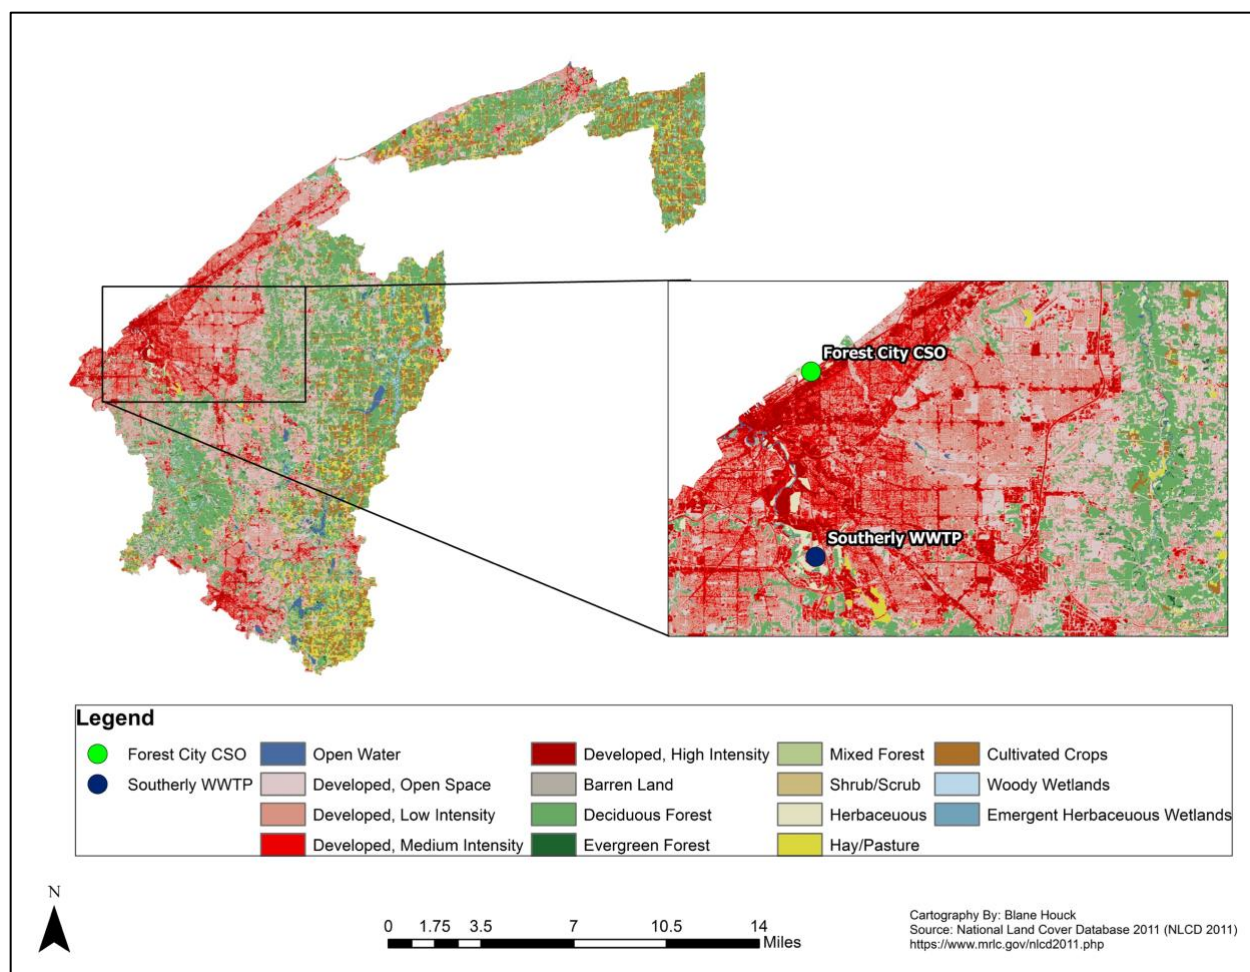 Forest City CSO
Southerly WWTP
Legend
Forest City CSO
Southerly WWTP
Open Water
Developed, Open Space
Developed, Low Intensity
Developed, Medium Intensity
Developed, High Intensity
Barren Land
Deciduous Forest
Evergreen Forest
Mixed Forest
Shrub/Scrub
Herbaceuous
Hay/Pasture
Cultivated Crops
Woody Wetlands
Emergent Herbaceuous Wetlands
N
0 1.75 3.5 7 10.5 14
Miles
Cartography By: Blane Houck
Source: National Land Cover Database 2011 (NLCD 2011)
https://www.mrlc.gov/nlcd2011.php